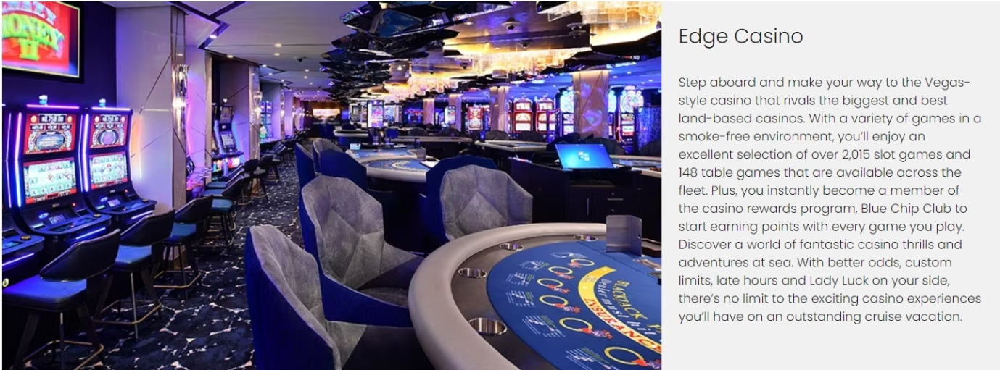 MONEY
II
BLACKJACK
INSURANCE
Edge Casino
Step aboard and make your way to the Vegas-
style casino that rivals the biggest and best
land-based casinos. With a variety of games in a
smoke-free environment, you’ll enjoy an
excellent selection of over 2,015 slot games and
148 table games that are available across the
fleet. Plus, you instantly become a member of
the casino rewards program, Blue Chip Club to
start earning points with every game you play.
Discover a world of fantastic casino thrills and
adventures at sea. With better odds, custom
limits, late hours and Lady Luck on your side,
there’s no limit to the exciting casino experiences
you’ll have on an outstanding cruise vacation.